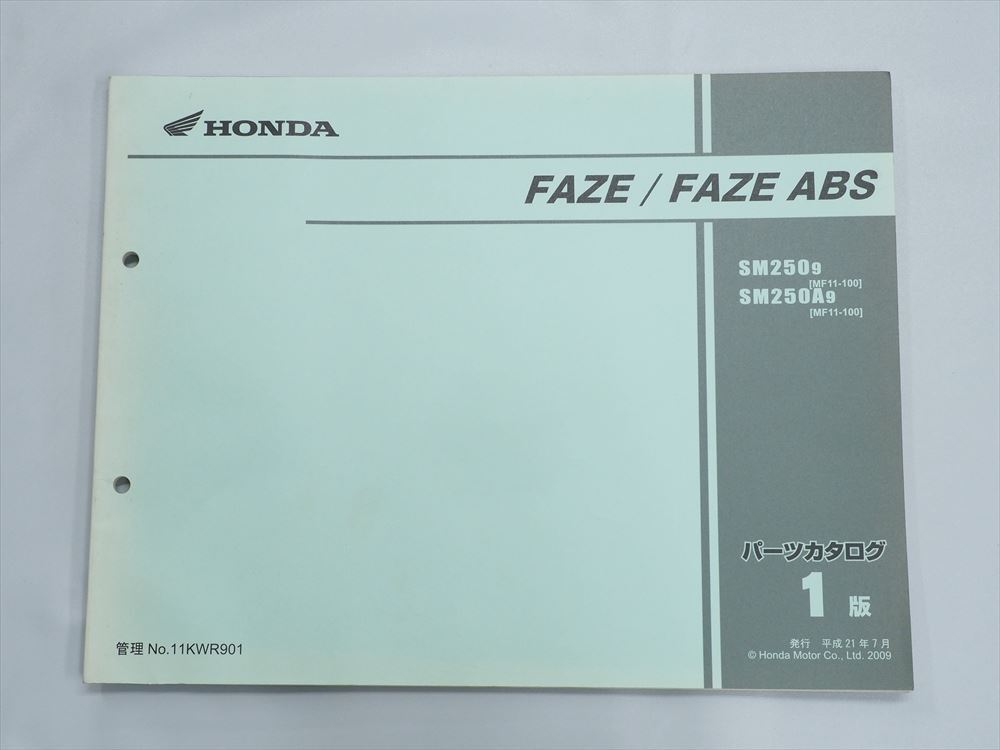 HONDA
FAZE / FAZE ABS
SM2509
[MF11-100]
SM250A9
[MF11-100]
パーツカタログ
1 版
発行 平成21年7月
© Honda Motor Co., Ltd. 2009
管理 No.11KWR901